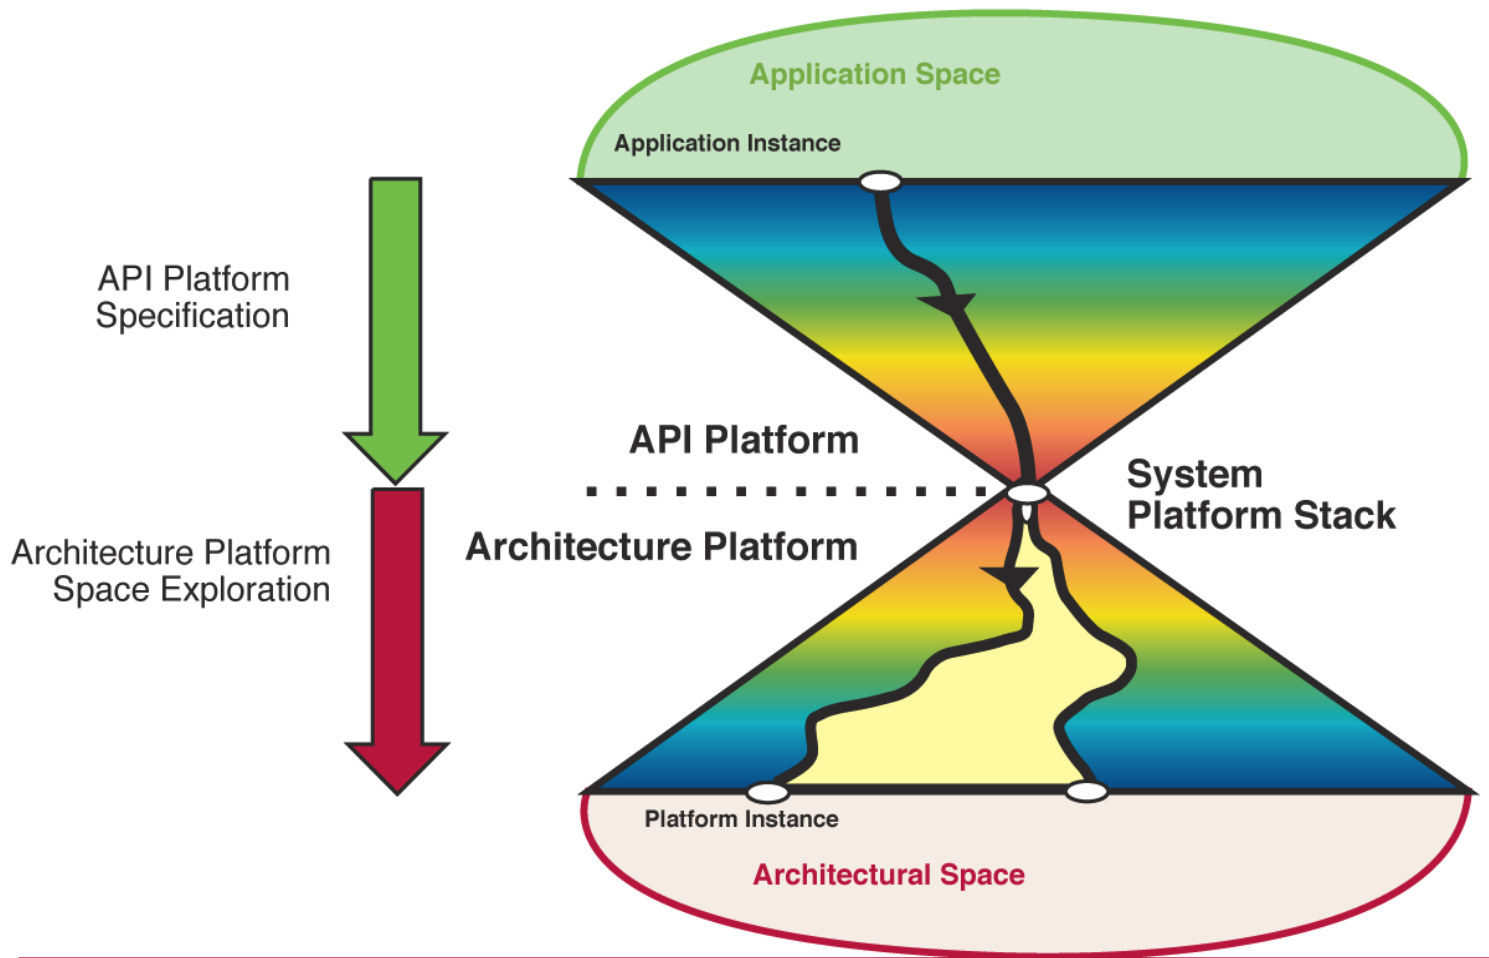 Application Space
Application Instance
API Platform
Specification
API Platform
System
Platform Stack
Architecture Platform
Architecture Platform
Space Exploration
Platform Instance
Architectural Space